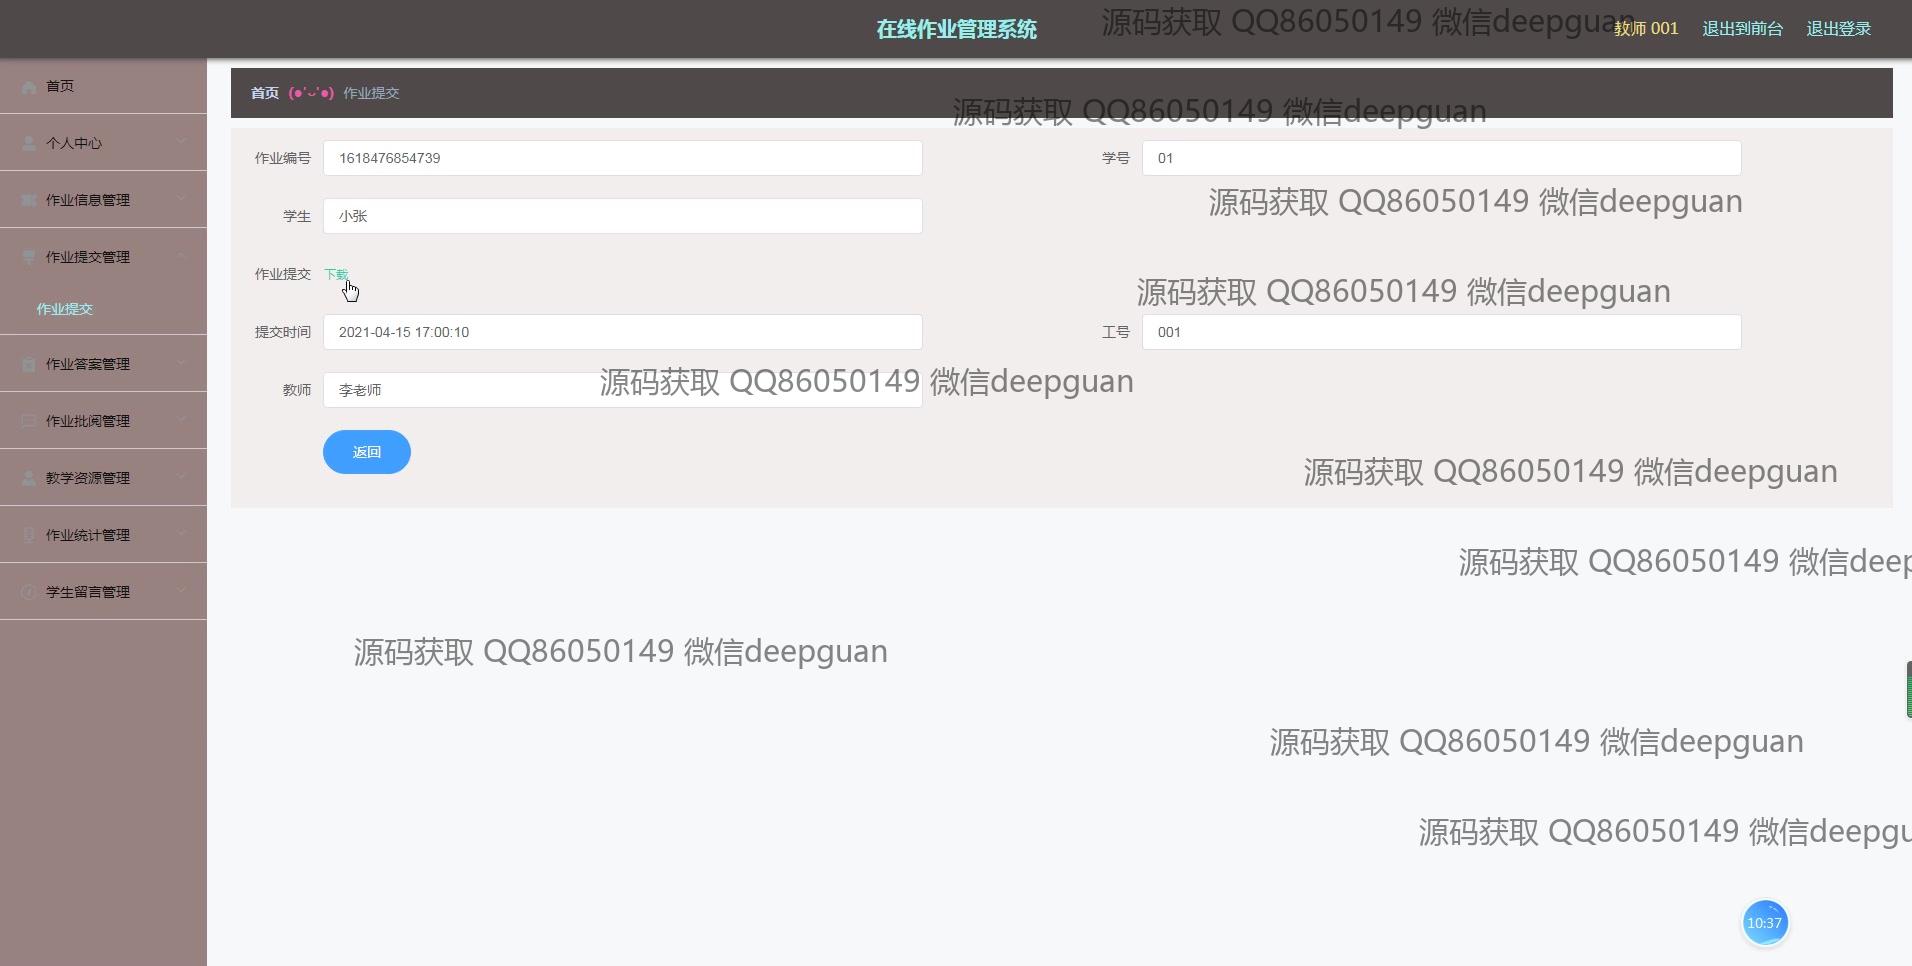 在线作业管理系统
源码获取 QQ86050149 微信deepguan
教师 001
退出到前台
退出登录
首页
个人中心
作业信息管理
作业提交管理
作业提交
作业答案管理
作业批阅管理
教学资源管理
作业统计管理
学生留言管理
首页 (●'ᴗ'●) 作业提交
源码获取 QQ86050149 微信deepguan
作业编号 1618476854739
学号 01
源码获取 QQ86050149 微信deepguan
学生 小张
作业提交 下载
源码获取 QQ86050149 微信deepguan
提交时间 2021-04-15 17:00:10
工号 001
教师 李老师
源码获取 QQ86050149 微信deepguan
返回
源码获取 QQ86050149 微信deepguan
源码获取 QQ86050149 微信deep
源码获取 QQ86050149 微信deepguan
源码获取 QQ86050149 微信deepguan
源码获取 QQ86050149 微信deepgu
10:37